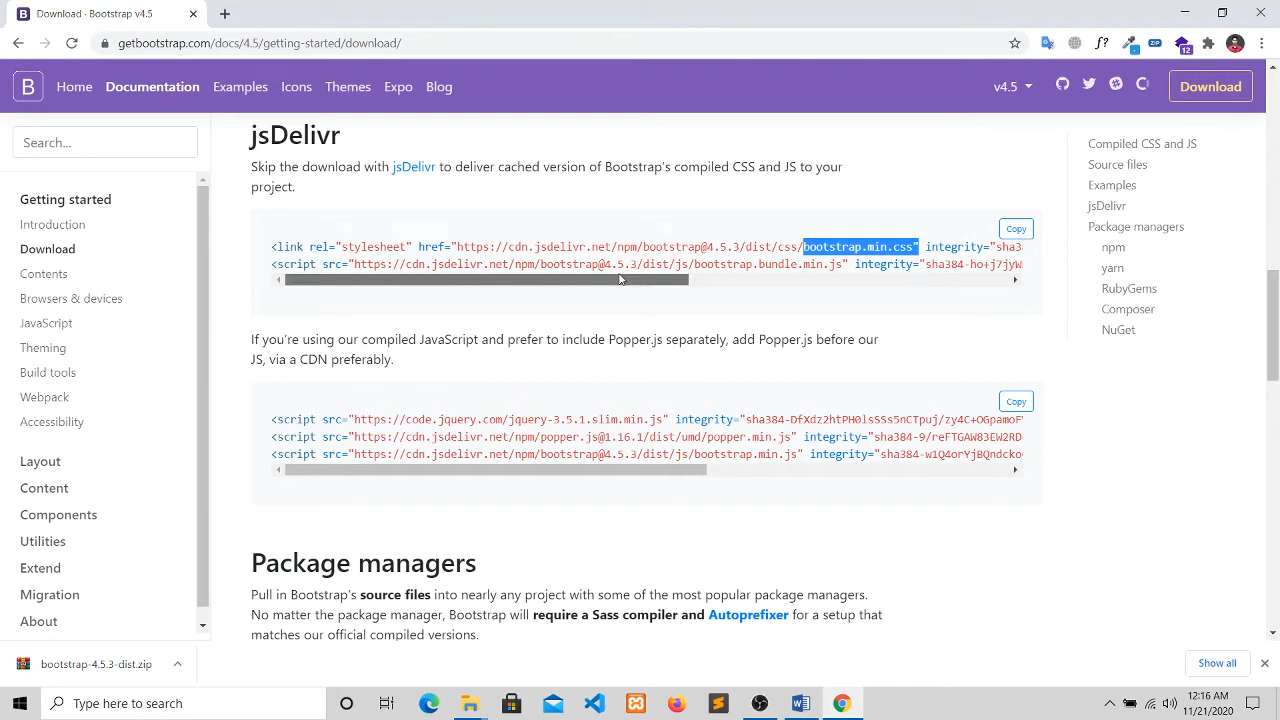 Download · Bootstrap v4.5
getbootstrap.com/docs/4.5/getting-started/download/
f?
ZIP
12
B Home Documentation Examples Icons Themes Expo Blog v4.5 Download
Search...
Getting started
Introduction
Download
Contents
Browsers & devices
JavaScript
Theming
Build tools
Webpack
Accessibility
Layout
Content
Components
Utilities
Extend
Migration
About
jsDelivr
Skip the download with jsDelivr to deliver cached version of Bootstrap's compiled CSS and JS to your
project.
Copy
<link rel="stylesheet" href="https://cdn.jsdelivr.net/npm/bootstrap@4.5.3/dist/css/bootstrap.min.css" integrity="sha3
<script src="https://cdn.jsdelivr.net/npm/bootstrap@4.5.3/dist/js/bootstrap.bundle.min.js" integrity="sha384-ho+j7jyW
If you're using our compiled JavaScript and prefer to include Popper.js separately, add Popper.js before our
JS, via a CDN preferably.
Copy
<script src="https://code.jquery.com/jquery-3.5.1.slim.min.js" integrity="sha384-DfXdz2htPH0lsSSs5nCTpuj/zy4C+OGpamoF
<script src="https://cdn.jsdelivr.net/npm/popper.js@1.16.1/dist/umd/popper.min.js" integrity="sha384-9/reFTGAW83EW2RD
<script src="https://cdn.jsdelivr.net/npm/bootstrap@4.5.3/dist/js/bootstrap.min.js" integrity="sha384-w1Q4orYjBQndcko
Package managers
Pull in Bootstrap's source files into nearly any project with some of the most popular package managers.
No matter the package manager, Bootstrap will require a Sass compiler and Autoprefixer for a setup that
matches our official compiled versions.
Compiled CSS and JS
Source files
Examples
jsDelivr
Package managers
npm
yarn
RubyGems
Composer
NuGet
bootstrap-4.5.3-dist.zip
Show all
Type here to search
12:16 AM
11/21/2020